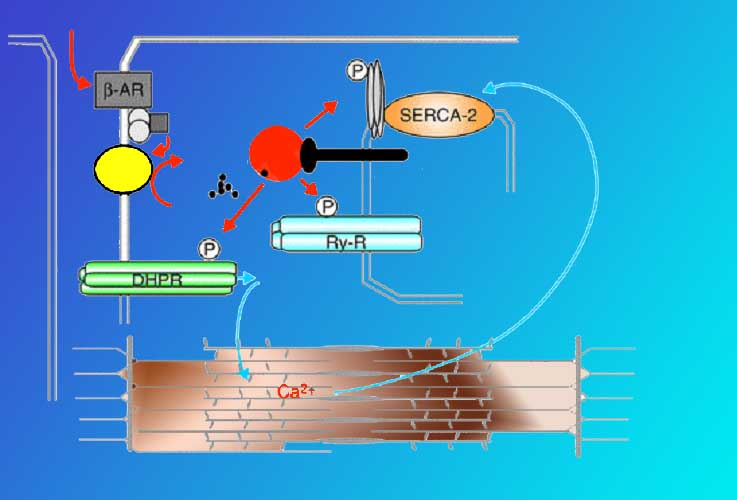 P
β-AR
SERCA-2
P
Ry-R
P
DHPR
Ca²⁺